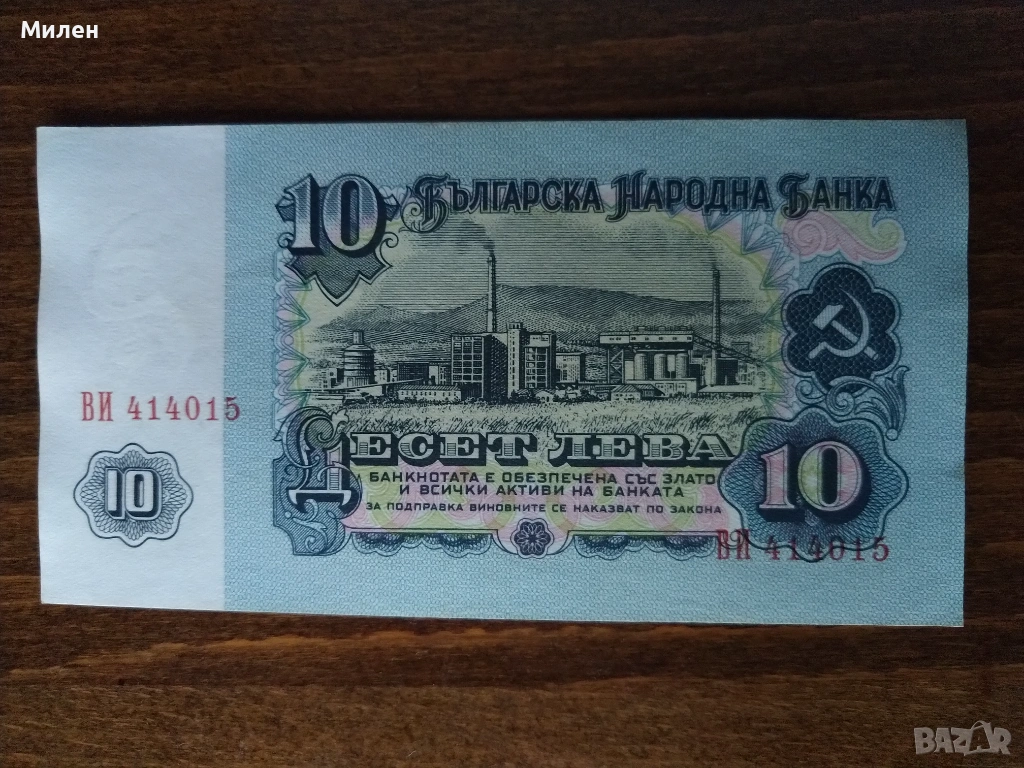 Милен
10 БЪЛГАРСКА НАРОДНА БАНКА
ВИ 414015
ДЕСЕТ ЛЕВА
БАНКНОТАТА Е ОБЕЗПЕЧЕНА СЪС ЗЛАТО
И ВСИЧКИ АКТИВИ НА БАНКАТА
ЗА ПОДПРАВКА ВИНОВНИТЕ СЕ НАКАЗВАТ ПО ЗАКОНА
10
10
ВИ 414015
BAZAR